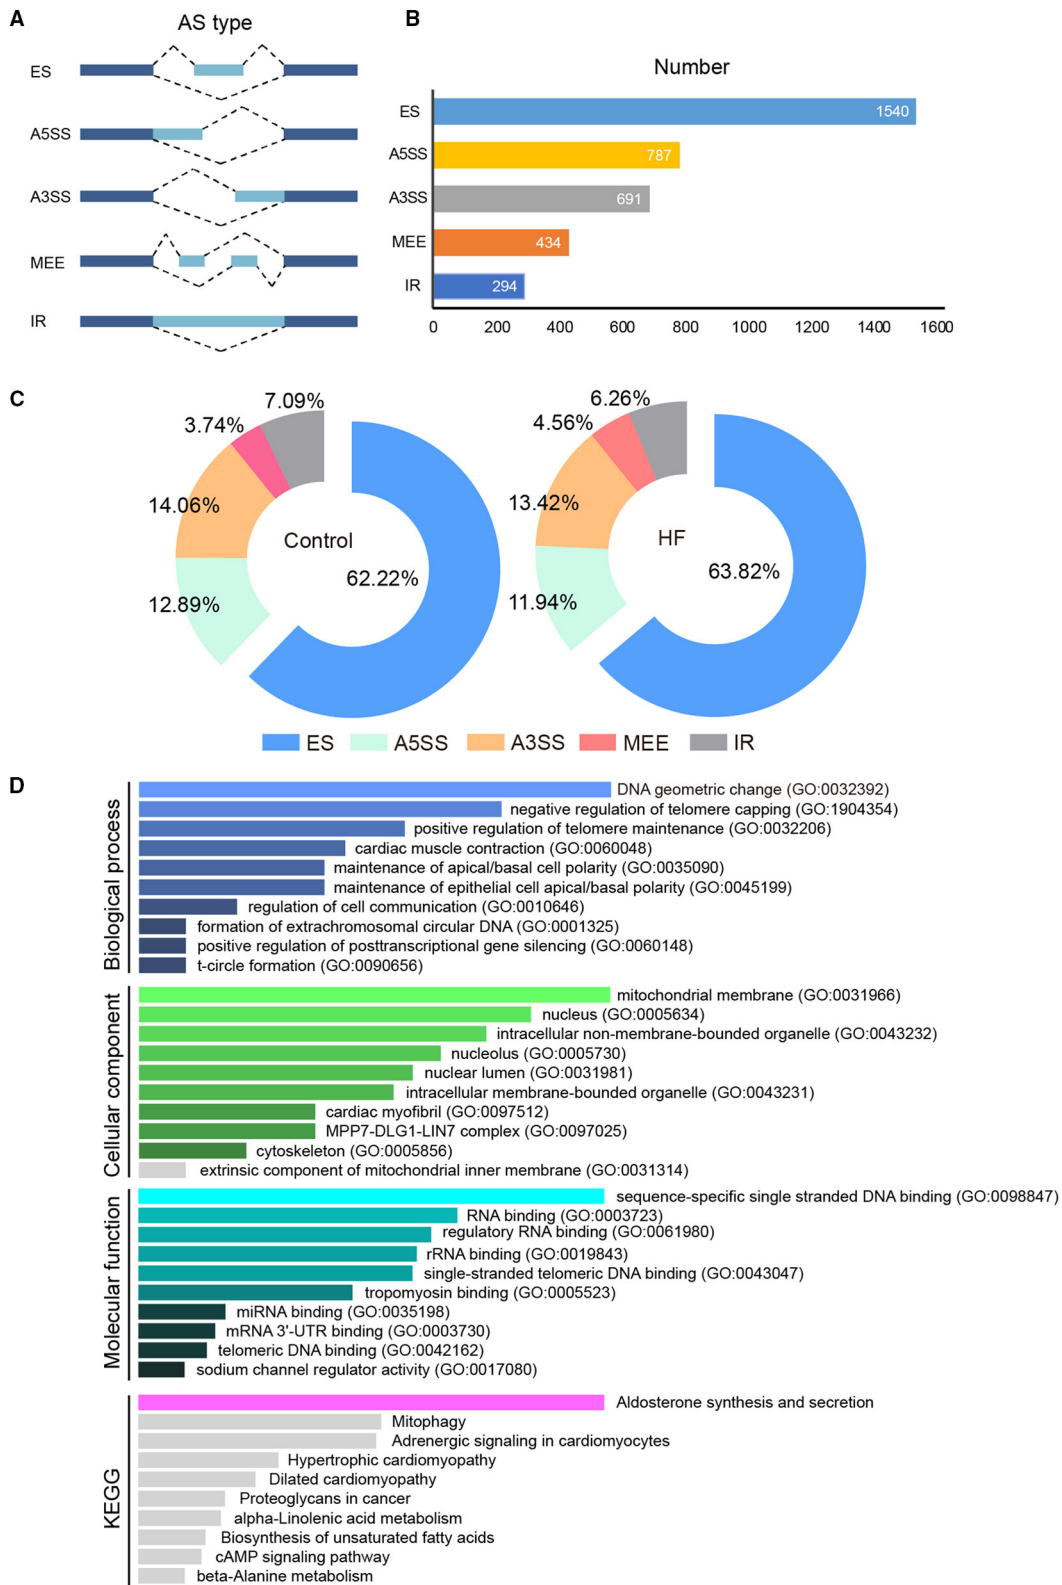 A
AS type
ES
A5SS
A3SS
MEE
IR
B
Number
ES 1540
A5SS 787
A3SS 691
MEE 434
IR 294
0 200 400 600 800 1000 1200 1400 1600
C
7.09%
3.74%
14.06%
12.89%
Control
62.22%
6.26%
4.56%
13.42%
11.94%
HF
63.82%
ES A5SS A3SS MEE IR
D
Biological process
DNA geometric change (GO:0032392)
negative regulation of telomere capping (GO:1904354)
positive regulation of telomere maintenance (GO:0032206)
cardiac muscle contraction (GO:0060048)
maintenance of apical/basal cell polarity (GO:0035090)
maintenance of epithelial cell apical/basal polarity (GO:0045199)
regulation of cell communication (GO:0010646)
formation of extrachromosomal circular DNA (GO:0001325)
positive regulation of posttranscriptional gene silencing (GO:0060148)
t-circle formation (GO:0090656)
Cellular component
mitochondrial membrane (GO:0031966)
nucleus (GO:0005634)
intracellular non-membrane-bounded organelle (GO:0043232)
nucleolus (GO:0005730)
nuclear lumen (GO:0031981)
intracellular membrane-bounded organelle (GO:0043231)
cardiac myofibril (GO:0097512)
MPP7-DLG1-LIN7 complex (GO:0097025)
cytoskeleton (GO:0005856)
extrinsic component of mitochondrial inner membrane (GO:0031314)
Molecular function
sequence-specific single stranded DNA binding (GO:0098847)
RNA binding (GO:0003723)
regulatory RNA binding (GO:0061980)
rRNA binding (GO:0019843)
single-stranded telomeric DNA binding (GO:0043047)
tropomyosin binding (GO:0005523)
miRNA binding (GO:0035198)
mRNA 3'-UTR binding (GO:0003730)
telomeric DNA binding (GO:0042162)
sodium channel regulator activity (GO:0017080)
KEGG
Aldosterone synthesis and secretion
Mitophagy
Adrenergic signaling in cardiomyocytes
Hypertrophic cardiomyopathy
Dilated cardiomyopathy
Proteoglycans in cancer
alpha-Linolenic acid metabolism
Biosynthesis of unsaturated fatty acids
cAMP signaling pathway
beta-Alanine metabolism